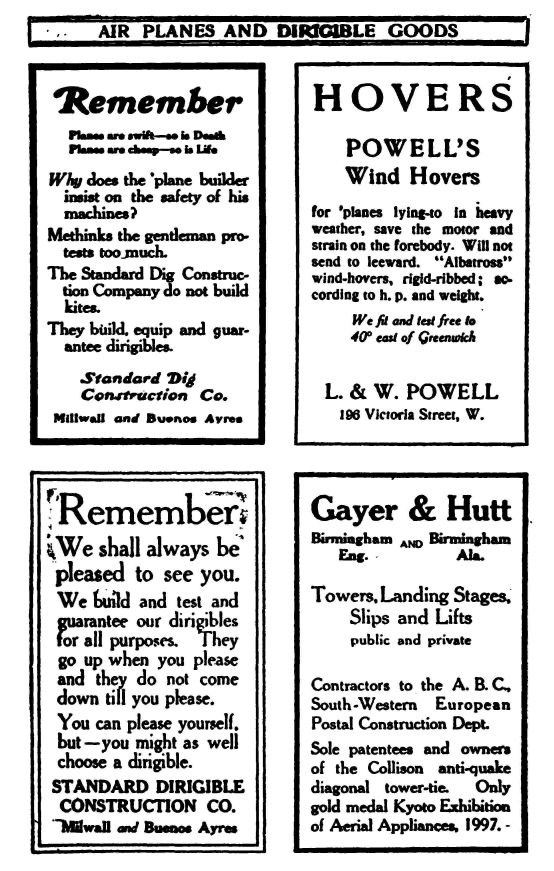 AIR PLANES AND DIRIGIBLE GOODS
Remember
Planes are swift—so is Death
Planes are cheap—so is Life
Why does the 'plane builder
insist on the safety of his
machines?
Methinks the gentleman pro-
tests too much.
The Standard Dig Construc-
tion Company do not build
kites.
They build, equip and guar-
antee dirigibles.
Standard Dig
Construction Co.
Millwall and Buenos Ayres
HOVERS
POWELL'S
Wind Hovers
for 'planes lying-to in heavy
weather, save the motor and
strain on the forebody. Will not
send to leeward. "Albatross"
wind-hovers, rigid-ribbed; ac-
cording to h. p. and weight.
We fit and test free to
40° east of Greenwich
L. & W. POWELL
196 Victoria Street, W.
Remember
We shall always be
pleased to see you.
We build and test and
guarantee our dirigibles
for all purposes. They
go up when you please
and they do not come
down till you please.
You can please yourself,
but—you might as well
choose a dirigible.
STANDARD DIRIGIBLE
CONSTRUCTION CO.
Millwall and Buenos Ayres
Gayer & Hutt
Birmingham AND Birmingham
Eng. Ala.
Towers, Landing Stages,
Slips and Lifts
public and private
Contractors to the A. B. C.,
South-Western European
Postal Construction Dept.
Sole patentees and owners
of the Collison anti-quake
diagonal tower-tie. Only
gold medal Kyoto Exhibition
of Aerial Appliances, 1997.